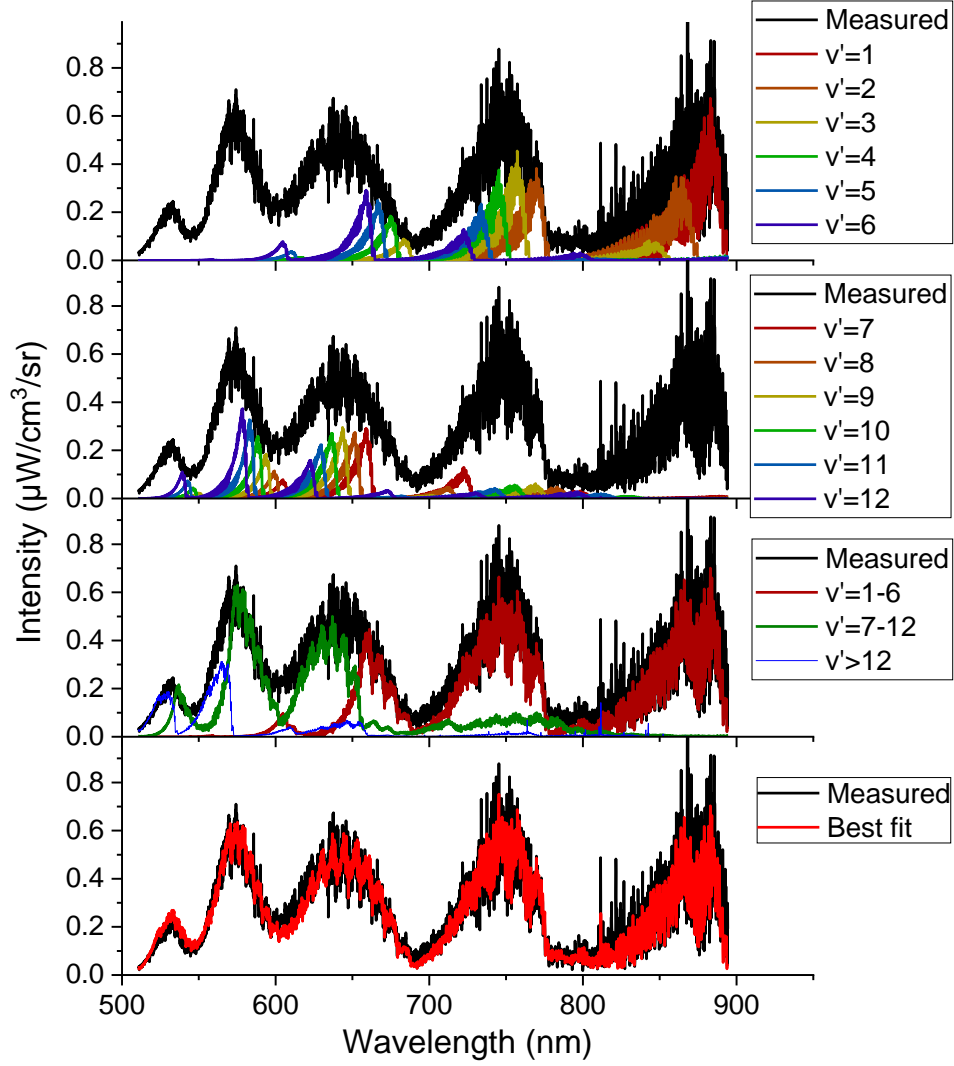 Measured
v'=1
v'=2
v'=3
v'=4
v'=5
v'=6
0.8
0.6
0.4
0.2
0.0
Measured
v'=7
v'=8
v'=9
v'=10
v'=11
v'=12
0.8
0.6
0.4
0.2
0.0
Measured
v'=1-6
v'=7-12
v'>12
0.8
0.6
0.4
0.2
0.0
Measured
Best fit
0.8
0.6
0.4
0.2
0.0
Intensity (µW/cm³/sr)
500 600 700 800 900
Wavelength (nm)